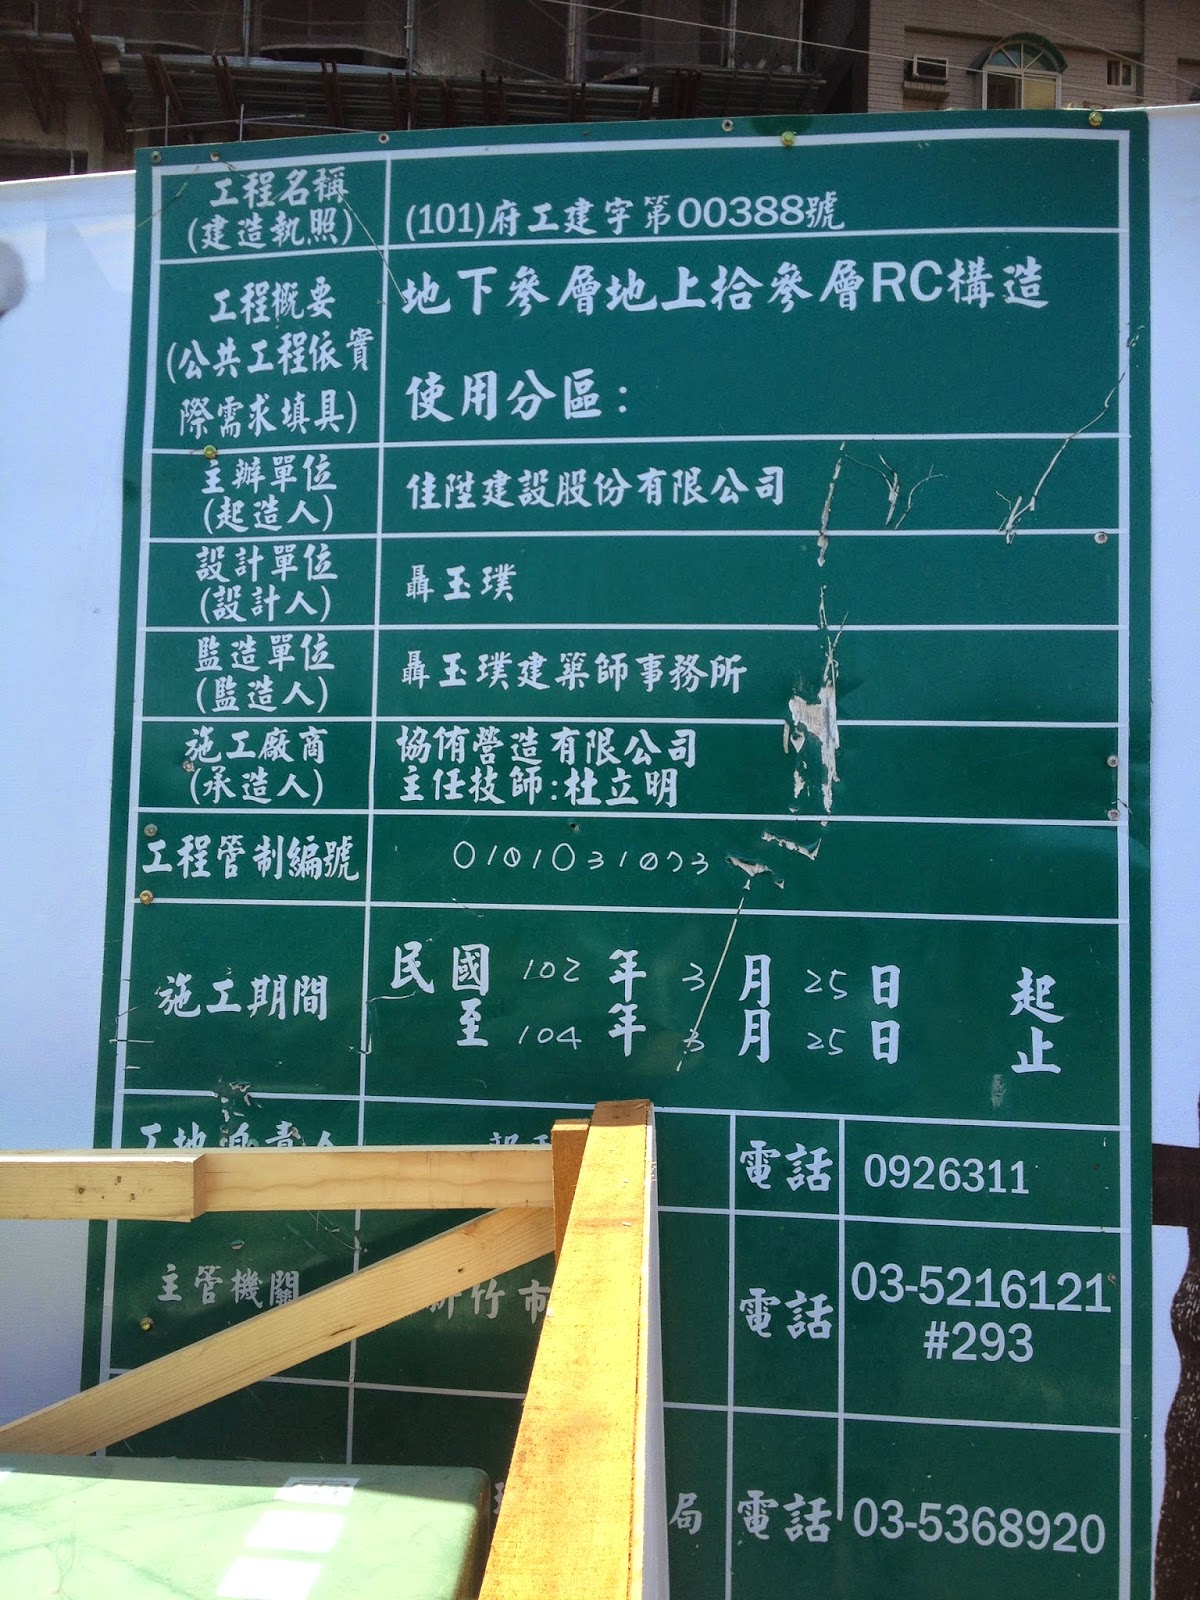 工程名稱
(建造執照)
(101)府工建字第00388號
工程概要
(公共工程依實
際需求填具)
地下參層地上拾參層RC構造
使用分區:
主辦單位
(起造人)
佳陞建設股份有限公司
設計單位
(設計人)
聶玉璞
監造單位
(監造人)
聶玉璞建築師事務所
施工廠商
(承造人)
協侑營造有限公司
主任技師:杜立明
工程管制編號
0101031073
施工期間
民國 102 年 3 月 25 日 起
至 104 年 3 月 25 日 止
工地負責人
電話
0926311
主管機關
新竹市
電話
03-5216121
#293
局
電話
03-5368920